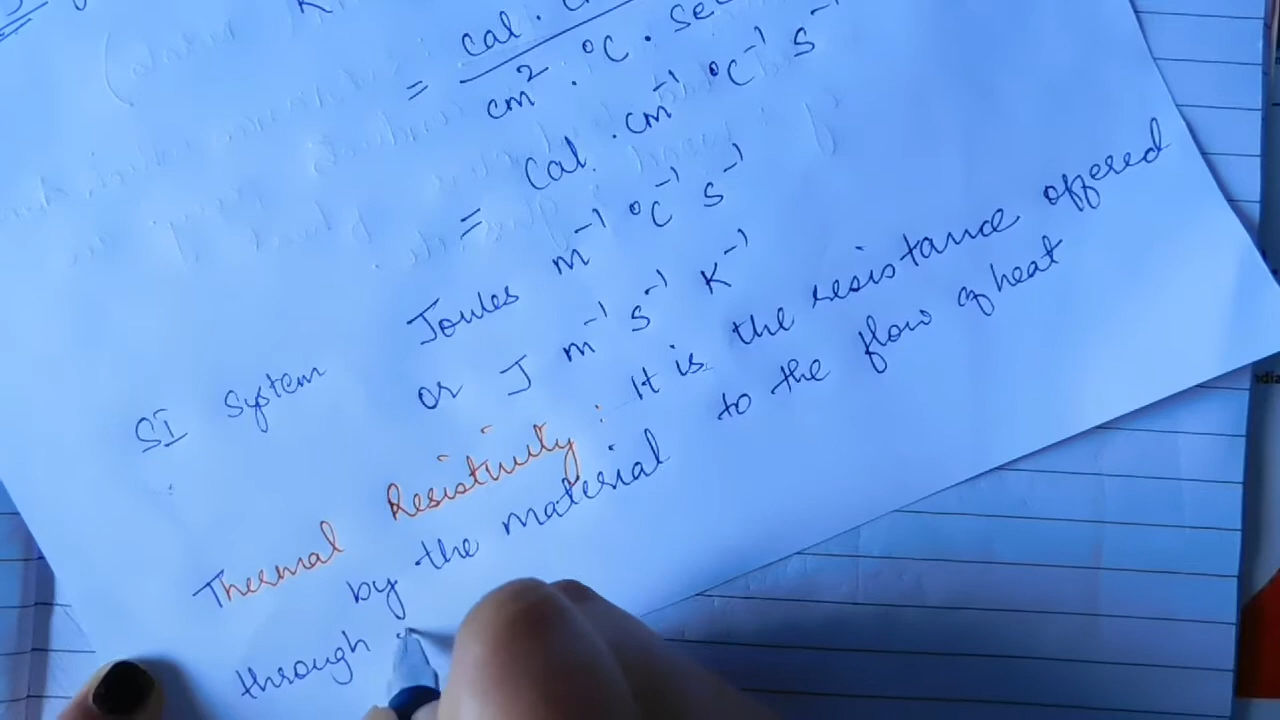 K
= cal . c
cm² . °C . Se
= Cal . cm⁻¹ °C⁻¹ S⁻¹
SI System Joules m⁻¹ °C⁻¹ S⁻¹
or J m⁻¹ S⁻¹ K⁻¹
Thermal Resistivity : It is the resistance offered
by the material to the flow of heat
through